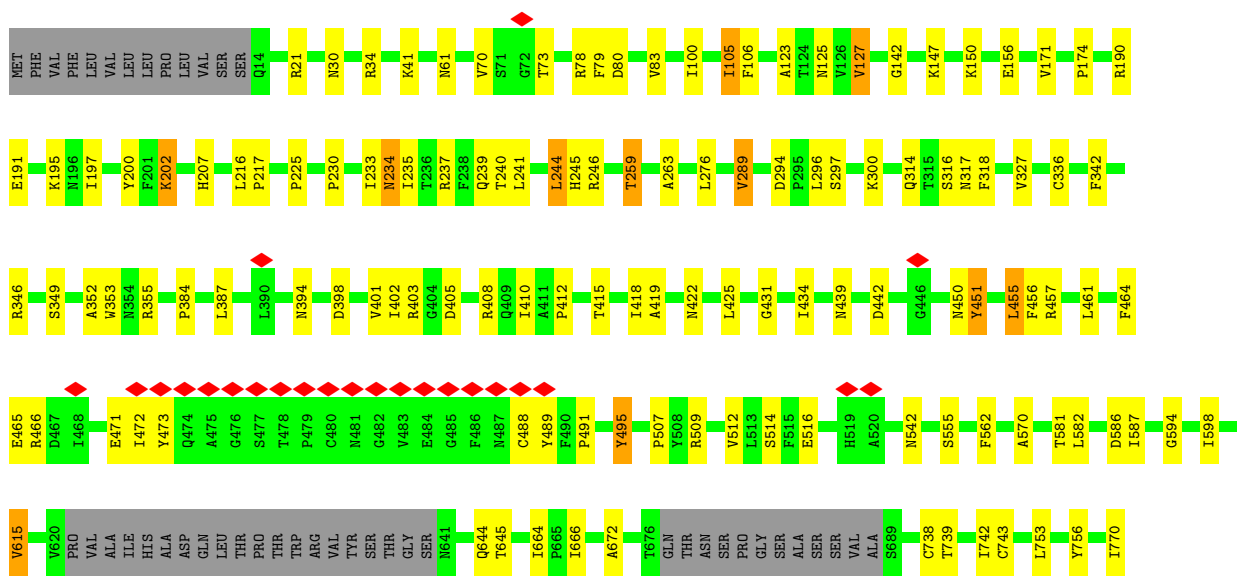 MET PHE VAL PHE LEU VAL LEU LEU PRO LEU VAL SER SER Q14 R21 N30 R34 K41 N61 V70 S71 G72 T73 R78 F79 D80 V83 I100 I105 F106 A123 T124 N125 V126 V127 G142 K147 K150 E156 V171 P174 R190
E191 K195 N196 I197 Y200 F201 K202 H207 L216 P217 P225 P230 I233 N234 I235 T236 R237 F238 Q239 T240 L241 L244 H245 R246 T259 A263 L276 V289 D294 P295 L296 S297 K300 Q314 T315 S316 N317 F318 V327 C336 F342
R346 S349 A352 W353 N354 R355 P384 L387 L390 N394 D398 V401 I402 R403 G404 D405 R408 Q409 I410 A411 P412 T415 I418 A419 N422 L425 G431 I434 N439 D442 G446 N450 Y451 L455 F456 R457 L461 F464
E465 R466 D467 I468 E471 I472 Y473 Q474 A475 G476 S477 T478 P479 C480 N481 G482 V483 E484 G485 F486 N487 C488 Y489 F490 P491 Y495 P507 Y508 R509 V512 L513 S514 F515 E516 H519 A520 N542 S555 F562 A570 T581 L582 D586 I587 G594 I598
V615 V620 PRO VAL ALA ILE HIS ALA ASP GLN LEU THR PRO THR TRP ARG VAL TYR SER THR GLY SER N641 Q644 T645 I664 P665 I666 A672 T676 GLN THR ASN SER PRO GLY SER ALA SER SER VAL ALA S689 C738 T739 I742 C743 L753 Y756 I770